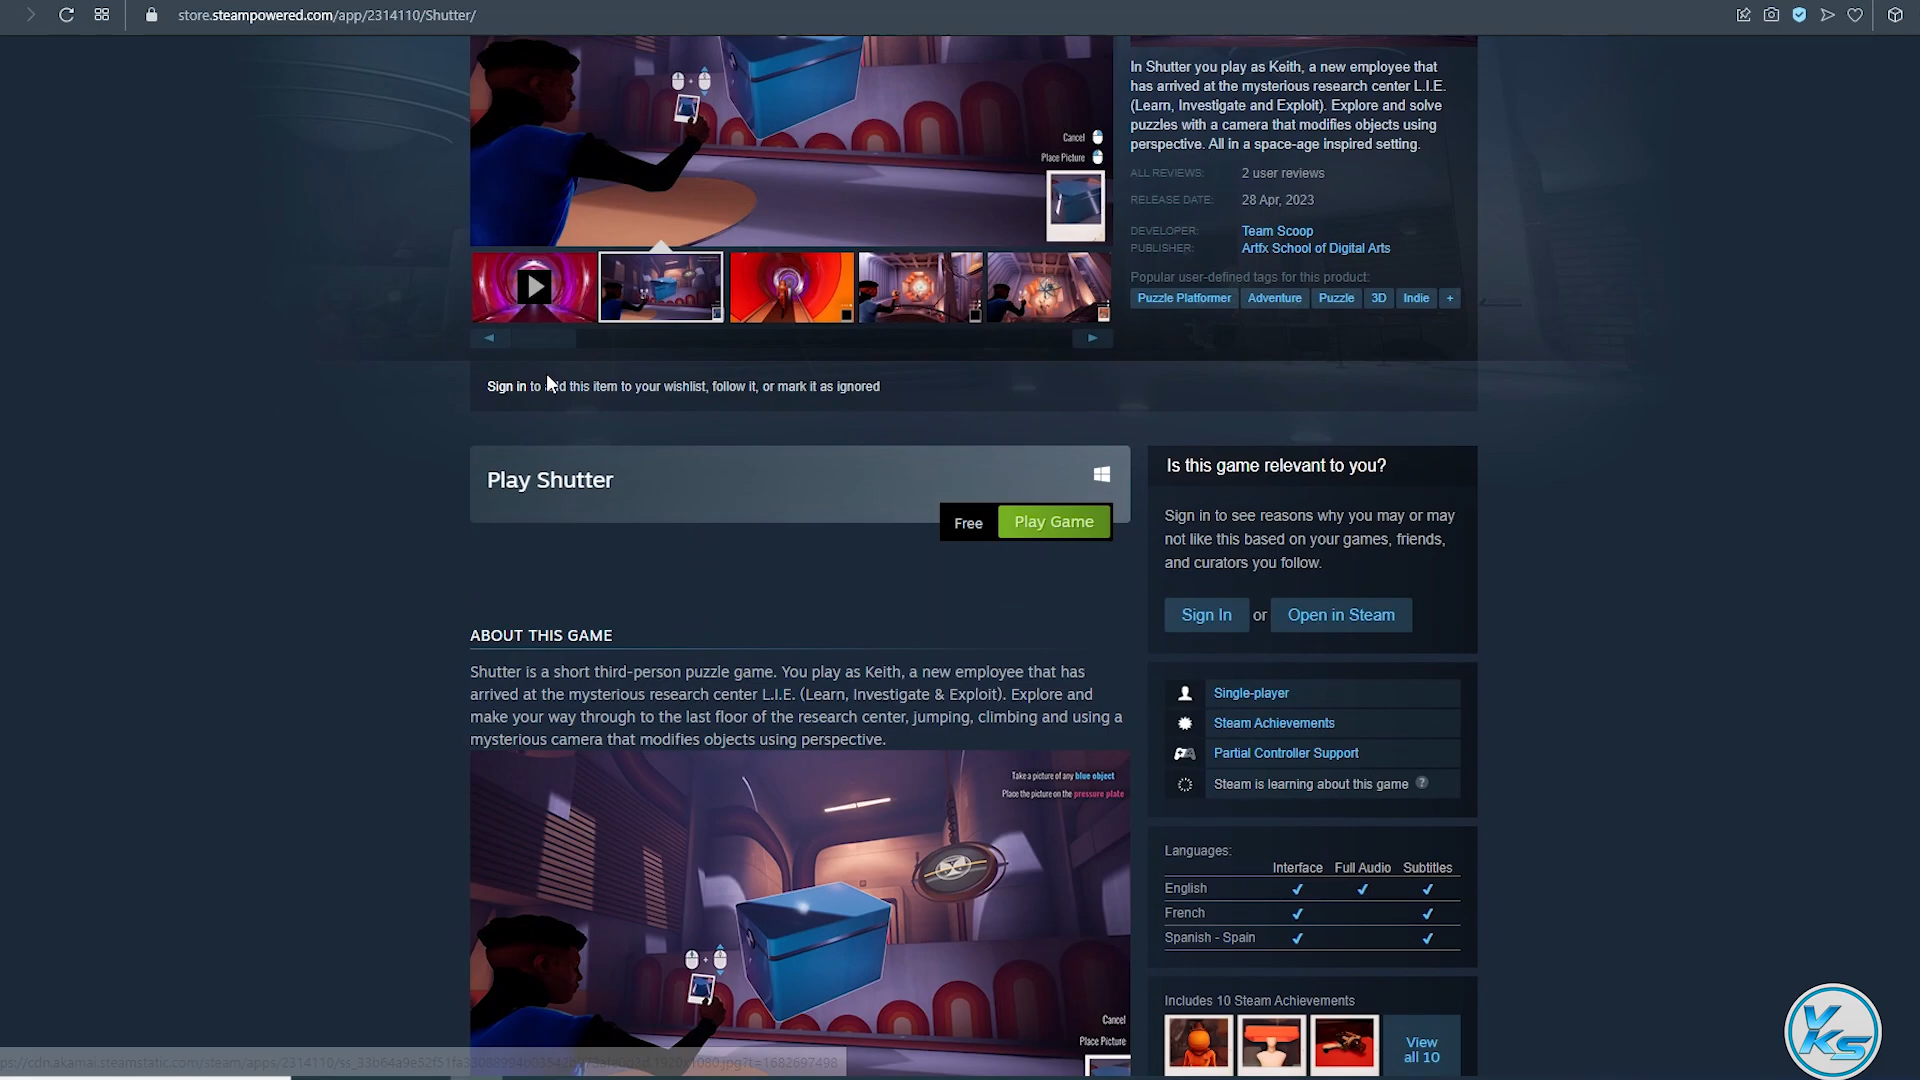 store.steampowered.com/app/2314110/Shutter/
Cancel
Place Picture
In Shutter you play as Keith, a new employee that
has arrived at the mysterious research center L.I.E.
(Learn, Investigate and Exploit). Explore and solve
puzzles with a camera that modifies objects using
perspective. All in a space-age inspired setting.
ALL REVIEWS: 2 user reviews
RELEASE DATE: 28 Apr, 2023
DEVELOPER: Team Scoop
PUBLISHER: Artfx School of Digital Arts
Popular user-defined tags for this product:
Puzzle Platformer Adventure Puzzle 3D Indie +
Sign in to add this item to your wishlist, follow it, or mark it as ignored
Play Shutter
Free Play Game
ABOUT THIS GAME
Shutter is a short third-person puzzle game. You play as Keith, a new employee that has
arrived at the mysterious research center L.I.E. (Learn, Investigate & Exploit). Explore and
make your way through to the last floor of the research center, jumping, climbing and using a
mysterious camera that modifies objects using perspective.
Take a picture of any blue object
Place the picture on the pressure plate
Cancel
Place Picture
Is this game relevant to you?
Sign in to see reasons why you may or may
not like this based on your games, friends,
and curators you follow.
Sign In or Open in Steam
Single-player
Steam Achievements
Partial Controller Support
Steam is learning about this game ?
Languages:
Interface Full Audio Subtitles
English ✔ ✔ ✔
French ✔ ✔
Spanish - Spain ✔ ✔
Includes 10 Steam Achievements
View
all 10
YKS